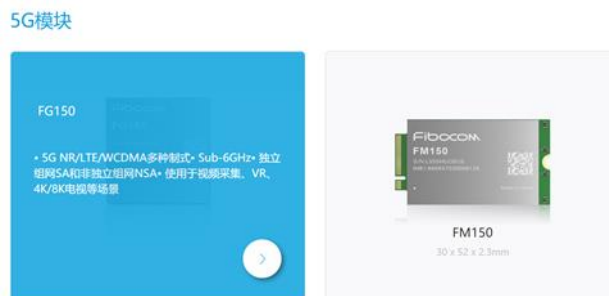 5G模块
FG150
• 5G NR/LTE/WCDMA多种制式• Sub-6GHz• 独立
组网SA和非独立组网NSA• 使用于视频采集、VR、
4K/8K电视等场景
Fibocom
FM150
FM150
30 x 52 x 2.3mm